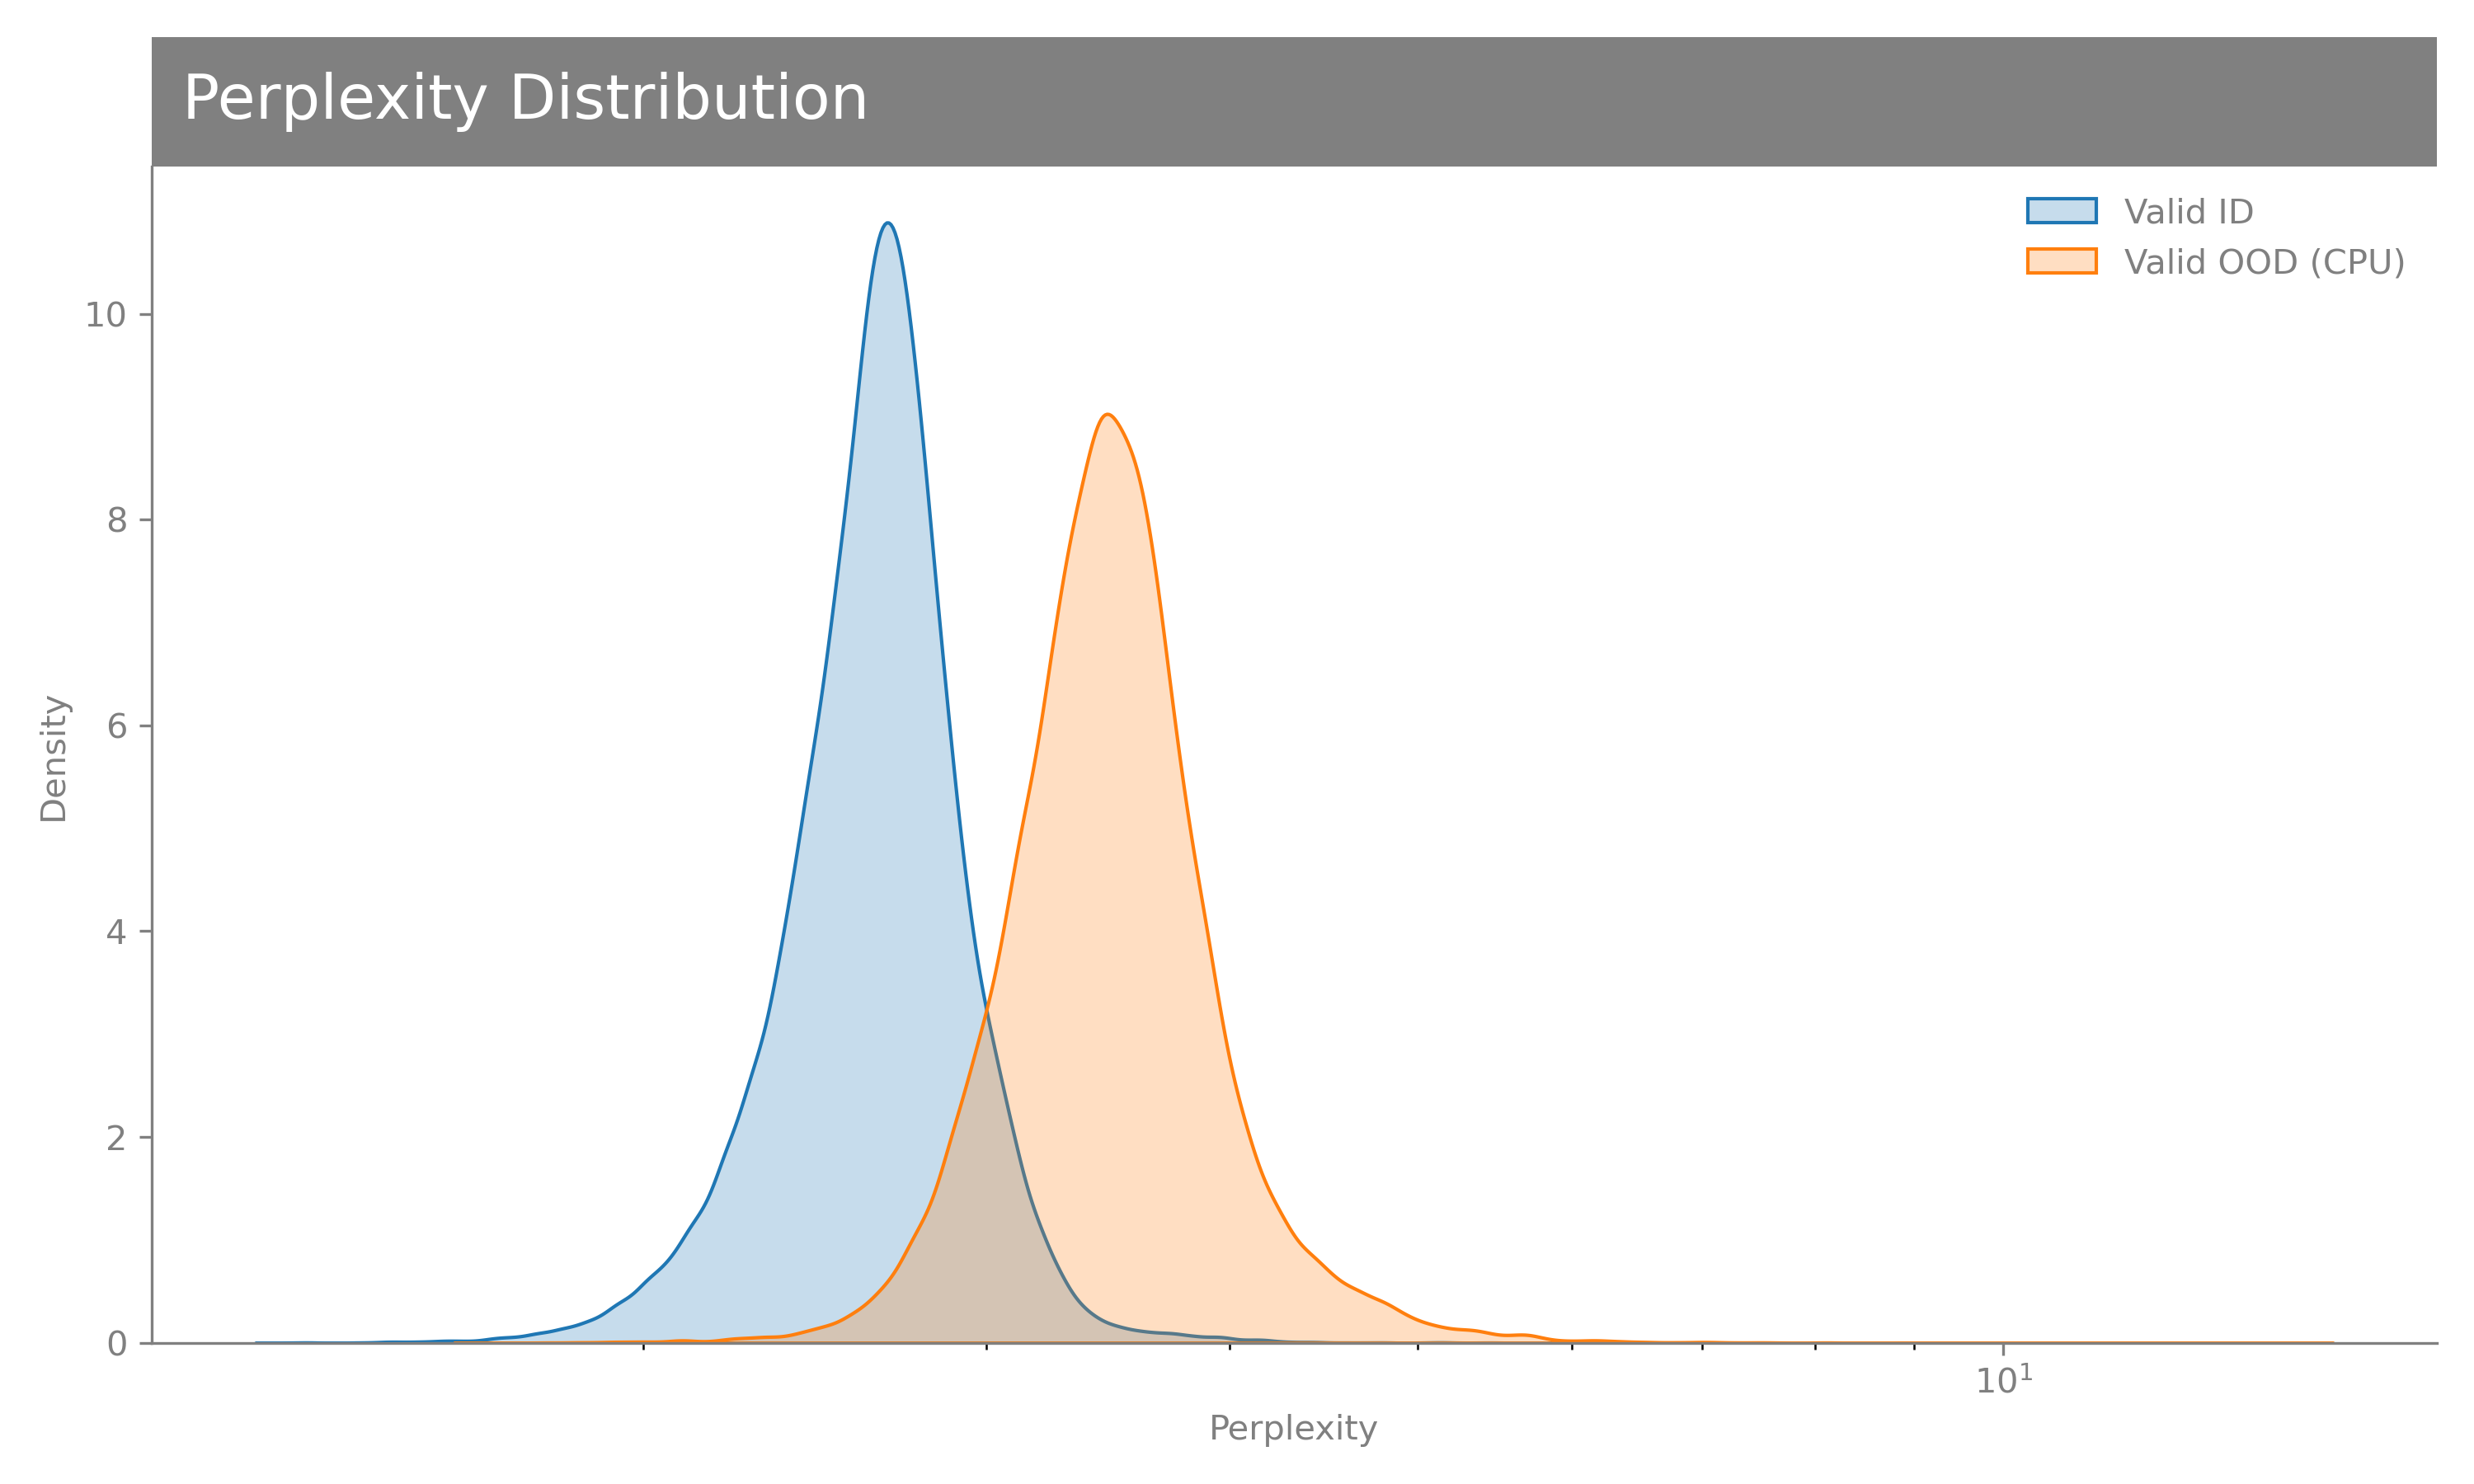 Perplexity Distribution
Valid ID
Valid OOD (CPU)
10
8
6
4
2
0
Density
10¹
Perplexity